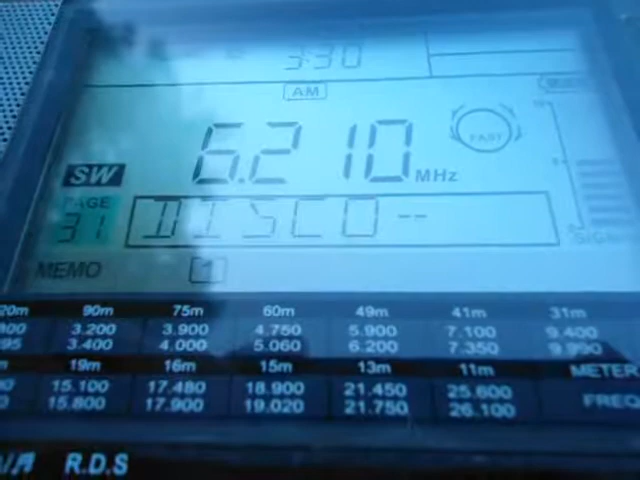 3:30
AM
6.210 MHz
FAST
SW
PAGE
31
DISCO--
MEMO 1
90m 75m 60m 49m 41m 31m
3.200 3.900 4.750 5.900 7.100 9.400
3.400 4.000 5.060 6.200 7.350 9.990
19m 16m 15m 13m 11m METER
15.100 17.480 18.900 21.450 25.600
15.800 17.900 19.020 21.750 26.100
R.D.S